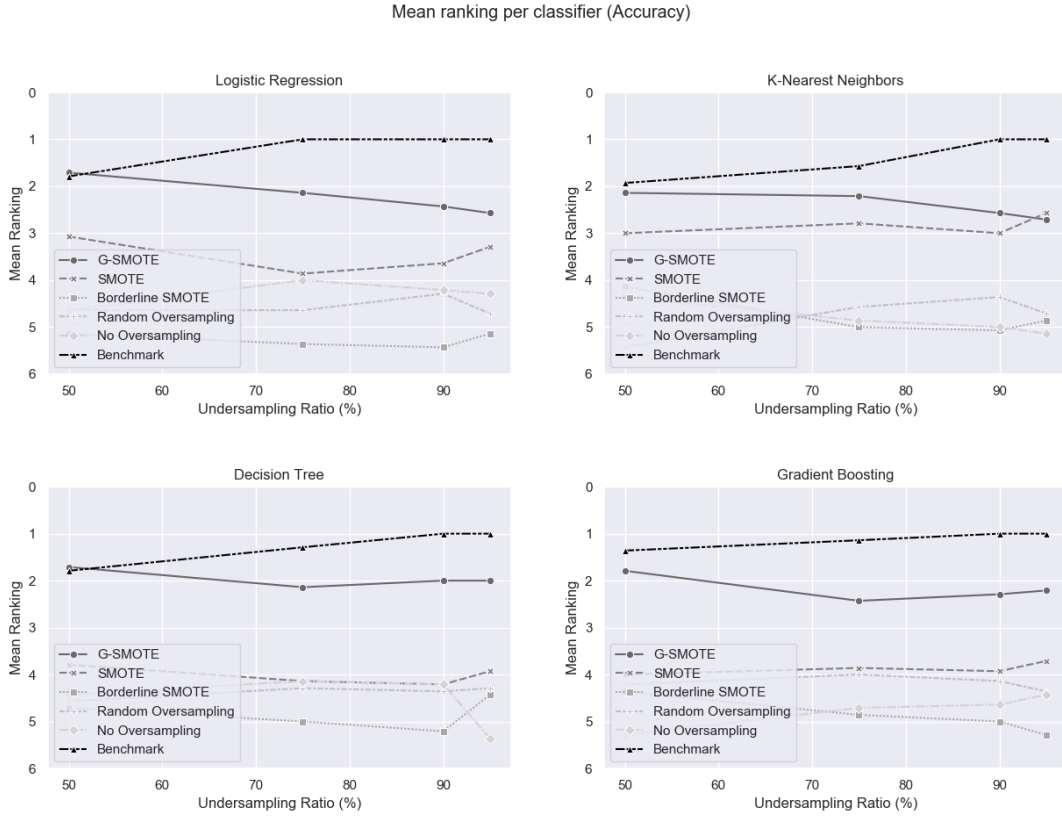 Mean ranking per classifier (Accuracy)
Logistic Regression
0
1
2
3
4
5
6
Mean Ranking
G-SMOTE
SMOTE
Borderline SMOTE
Random Oversampling
No Oversampling
Benchmark
50 60 70 80 90
Undersampling Ratio (%)
K-Nearest Neighbors
0
1
2
3
4
5
6
Mean Ranking
G-SMOTE
SMOTE
Borderline SMOTE
Random Oversampling
No Oversampling
Benchmark
50 60 70 80 90
Undersampling Ratio (%)
Decision Tree
0
1
2
3
4
5
6
Mean Ranking
G-SMOTE
SMOTE
Borderline SMOTE
Random Oversampling
No Oversampling
Benchmark
50 60 70 80 90
Undersampling Ratio (%)
Gradient Boosting
0
1
2
3
4
5
6
Mean Ranking
G-SMOTE
SMOTE
Borderline SMOTE
Random Oversampling
No Oversampling
Benchmark
50 60 70 80 90
Undersampling Ratio (%)